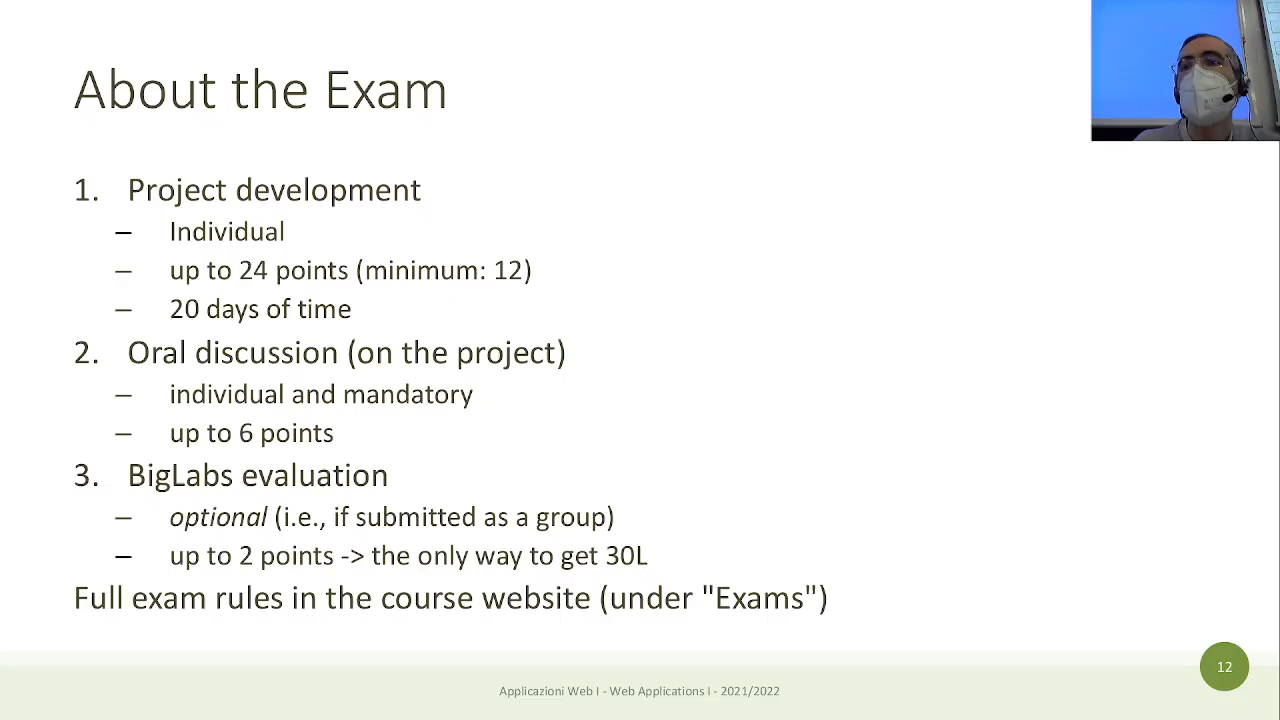 About the Exam
1. Project development
– Individual
– up to 24 points (minimum: 12)
– 20 days of time
2. Oral discussion (on the project)
– individual and mandatory
– up to 6 points
3. BigLabs evaluation
– optional (i.e., if submitted as a group)
– up to 2 points -> the only way to get 30L
Full exam rules in the course website (under "Exams")
12
Applicazioni Web I - Web Applications I - 2021/2022